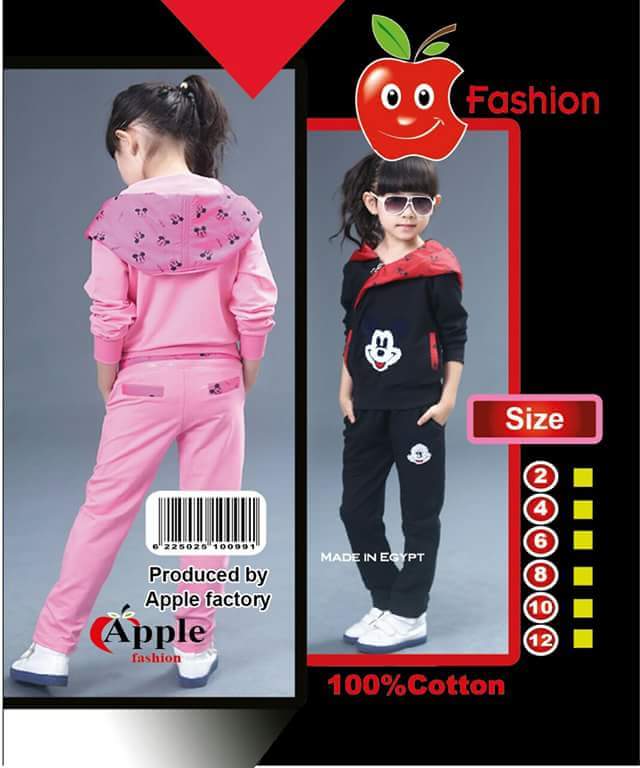 Fashion
Size
2
4
6
8
10
12
6 225025 100991
Produced by
Apple factory
Apple
fashion
MADE IN EGYPT
100%Cotton